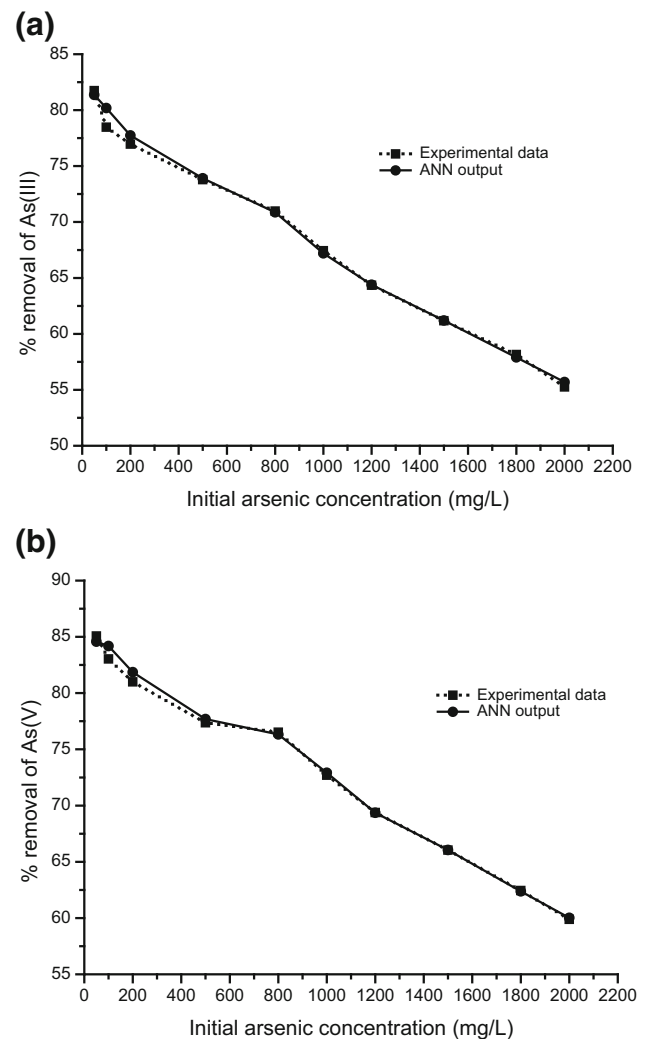 (a)
85
80
75
70
65
60
55
50
% removal of As(III)
Experimental data
ANN output
0 200 400 600 800 1000 1200 1400 1600 1800 2000 2200
Initial arsenic concentration (mg/L)
(b)
90
85
80
75
70
65
60
55
% removal of As(V)
Experimental data
ANN output
0 200 400 600 800 1000 1200 1400 1600 1800 2000 2200
Initial arsenic concentration (mg/L)